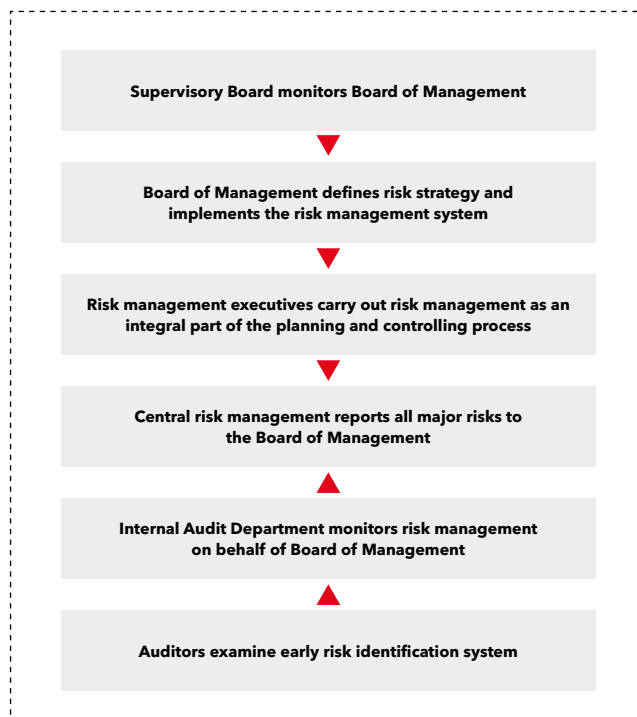 Supervisory Board monitors Board of Management
Board of Management defines risk strategy and
implements the risk management system
Risk management executives carry out risk management as an
integral part of the planning and controlling process
Central risk management reports all major risks to
the Board of Management
Internal Audit Department monitors risk management
on behalf of Board of Management
Auditors examine early risk identification system